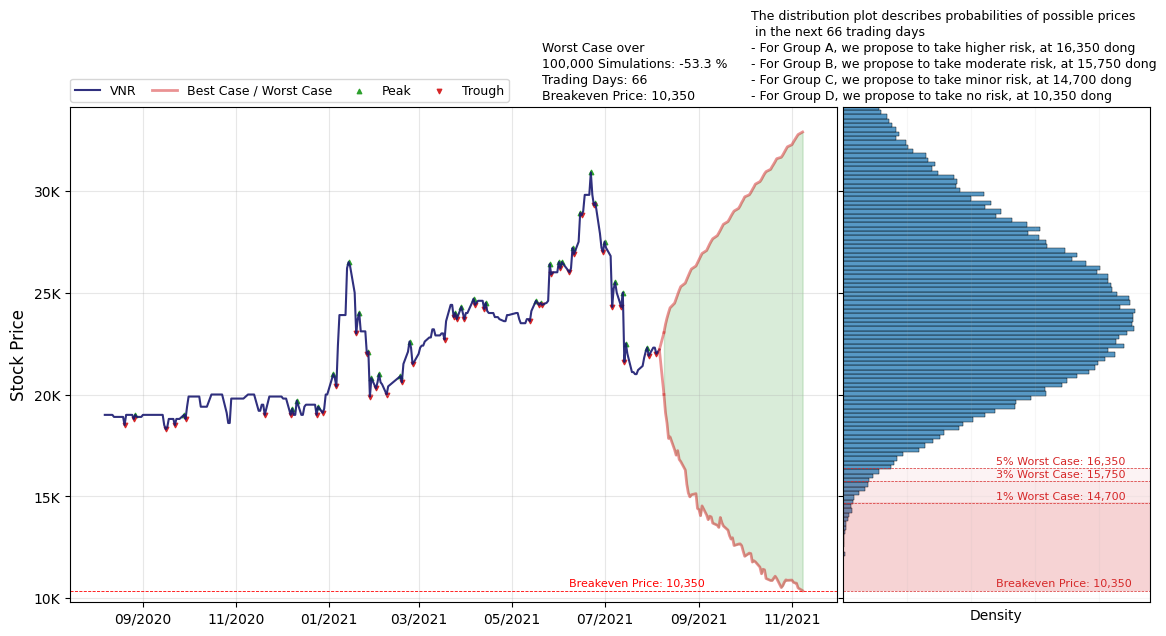 The distribution plot describes probabilities of possible prices
in the next 66 trading days
- For Group A, we propose to take higher risk, at 16,350 dong
- For Group B, we propose to take moderate risk, at 15,750 dong
- For Group C, we propose to take minor risk, at 14,700 dong
- For Group D, we propose to take no risk, at 10,350 dong
Worst Case over
100,000 Simulations: -53.3 %
Trading Days: 66
Breakeven Price: 10,350
VNR Best Case / Worst Case Peak Trough
Stock Price
30K
25K
20K
15K
10K
Breakeven Price: 10,350
5% Worst Case: 16,350
3% Worst Case: 15,750
1% Worst Case: 14,700
Breakeven Price: 10,350
09/2020 11/2020 01/2021 03/2021 05/2021 07/2021 09/2021 11/2021
Density